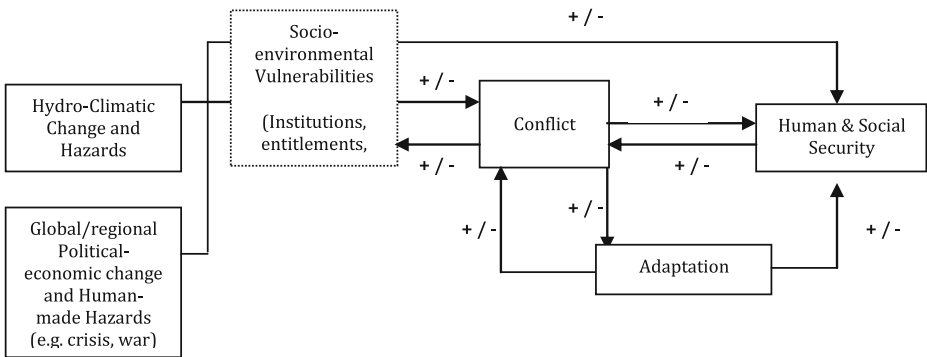 + / -
Socio-
environmental
Vulnerabilities
(Institutions,
entitlements,
+ / -
+ / -
Hydro-Climatic
Change and
Hazards
Conflict
+ / -
+ / -
Human & Social
Security
Global/regional
Political-
economic change
and Human-
made Hazards
(e.g. crisis, war)
+ / -
+ / -
Adaptation
+ / -